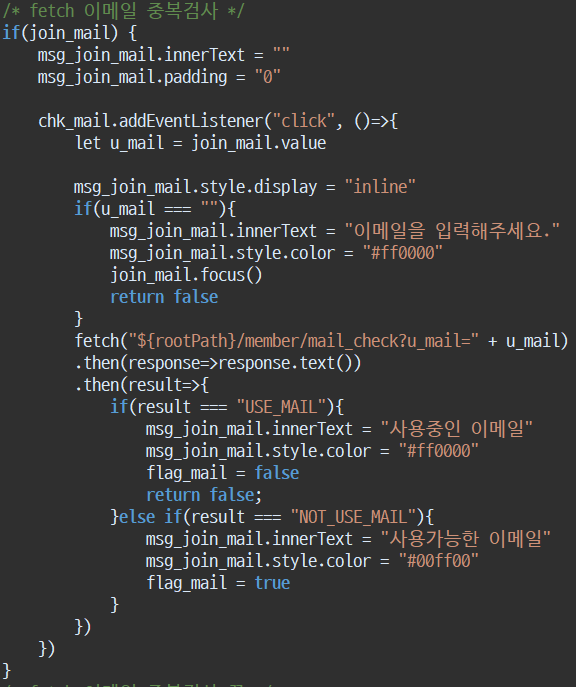 /* fetch 이메일 중복검사 */
if(join_mail) {
    msg_join_mail.innerText = ""
    msg_join_mail.padding = "0"

    chk_mail.addEventListener("click", ()=>{
        let u_mail = join_mail.value

        msg_join_mail.style.display = "inline"
        if(u_mail === ""){
            msg_join_mail.innerText = "이메일을 입력해주세요."
            msg_join_mail.style.color = "#ff0000"
            join_mail.focus()
            return false
        }
        fetch("${rootPath}/member/mail_check?u_mail=" + u_mail)
        .then(response=>response.text())
        .then(result=>{
            if(result === "USE_MAIL"){
                msg_join_mail.innerText = "사용중인 이메일"
                msg_join_mail.style.color = "#ff0000"
                flag_mail = false
                return false;
            }else if(result === "NOT_USE_MAIL"){
                msg_join_mail.innerText = "사용가능한 이메일"
                msg_join_mail.style.color = "#00ff00"
                flag_mail = true
            }
        })
    })
}